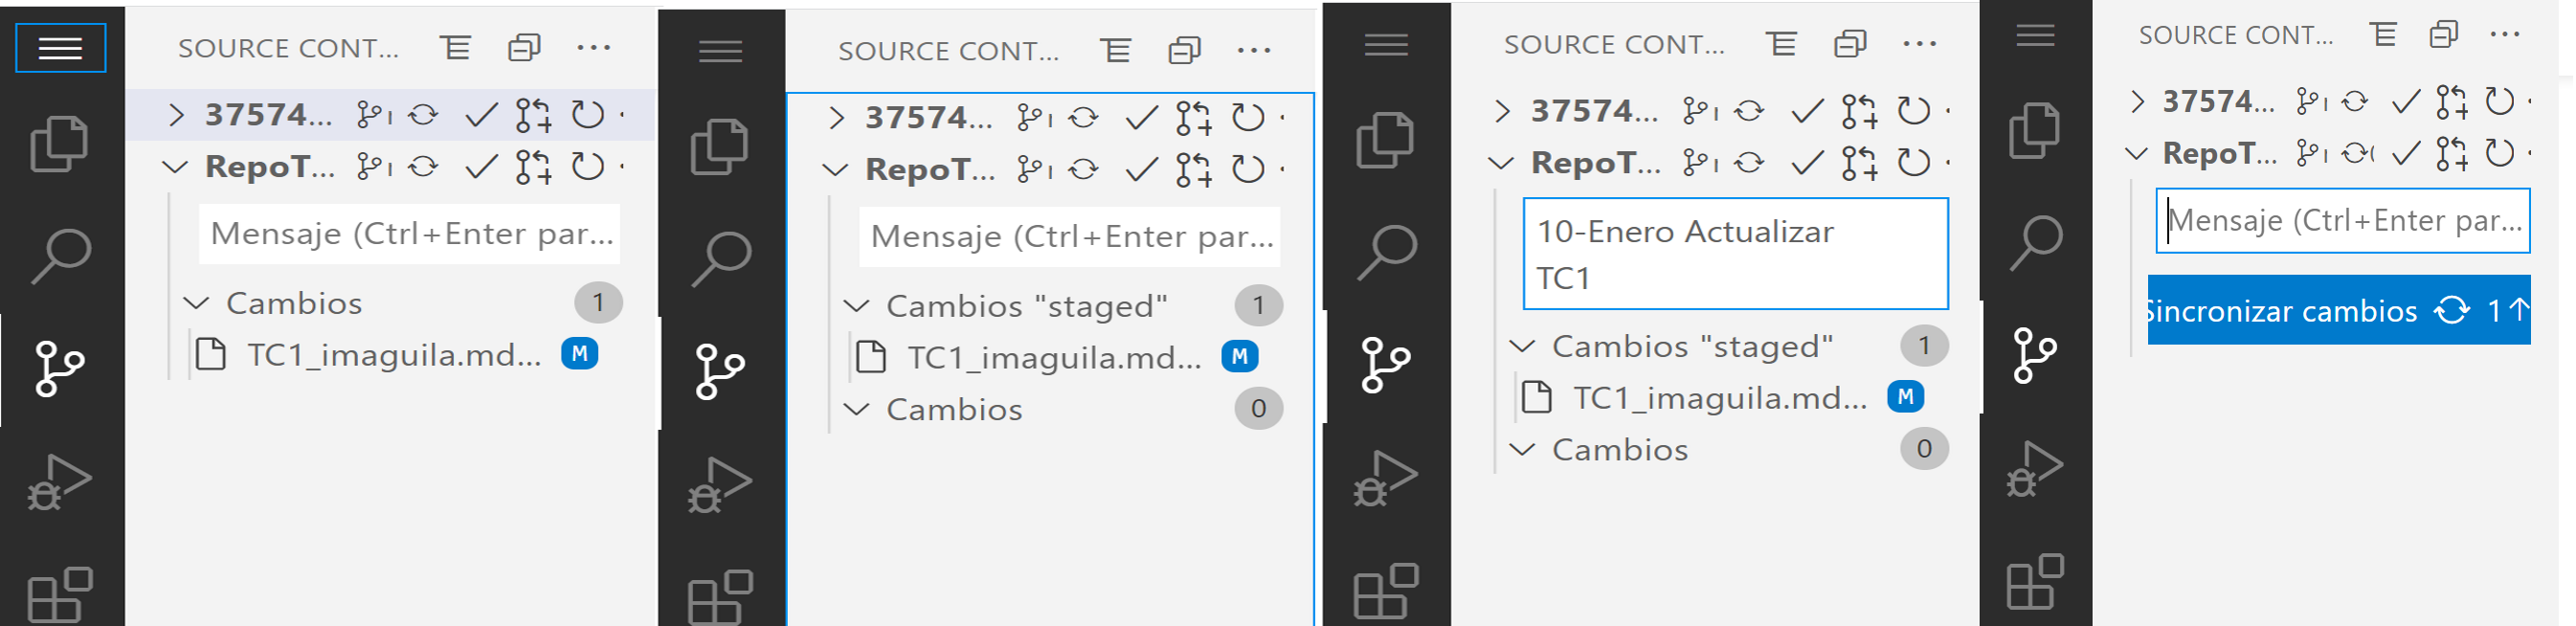 SOURCE CONT...
37574...
RepoT...
Mensaje (Ctrl+Enter par...
Cambios 1
TC1_imaguila.md... M
SOURCE CONT...
37574...
RepoT...
Mensaje (Ctrl+Enter par...
Cambios "staged" 1
TC1_imaguila.md... M
Cambios 0
SOURCE CONT...
37574...
RepoT...
10-Enero Actualizar
TC1
Cambios "staged" 1
TC1_imaguila.md... M
Cambios 0
SOURCE CONT...
37574...
RepoT...
Mensaje (Ctrl+Enter par...
Sincronizar cambios 1↑